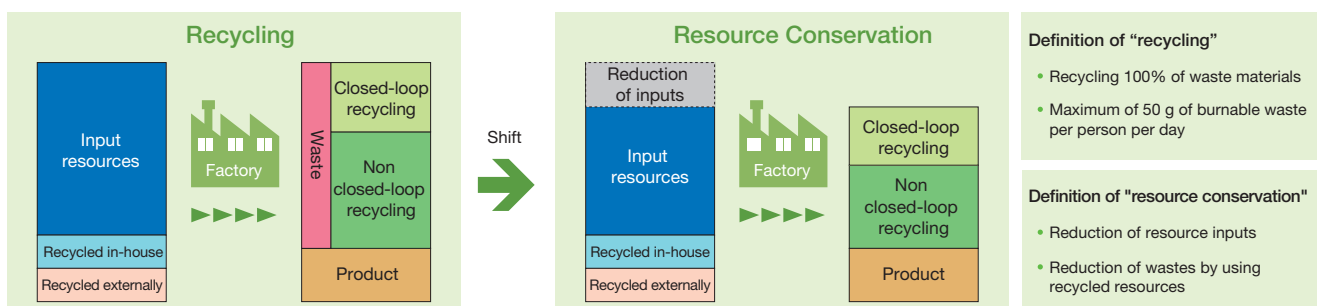 Recycling
Input
resources
Recycled in-house
Recycled externally
Factory
Waste
Closed-loop
recycling
Non
closed-loop
recycling
Product
Shift
Resource Conservation
Reduction
of inputs
Input
resources
Recycled in-house
Recycled externally
Factory
Closed-loop
recycling
Non
closed-loop
recycling
Product
Definition of “recycling”
• Recycling 100% of waste materials
• Maximum of 50 g of burnable waste
per person per day
Definition of "resource conservation"
• Reduction of resource inputs
• Reduction of wastes by using
recycled resources